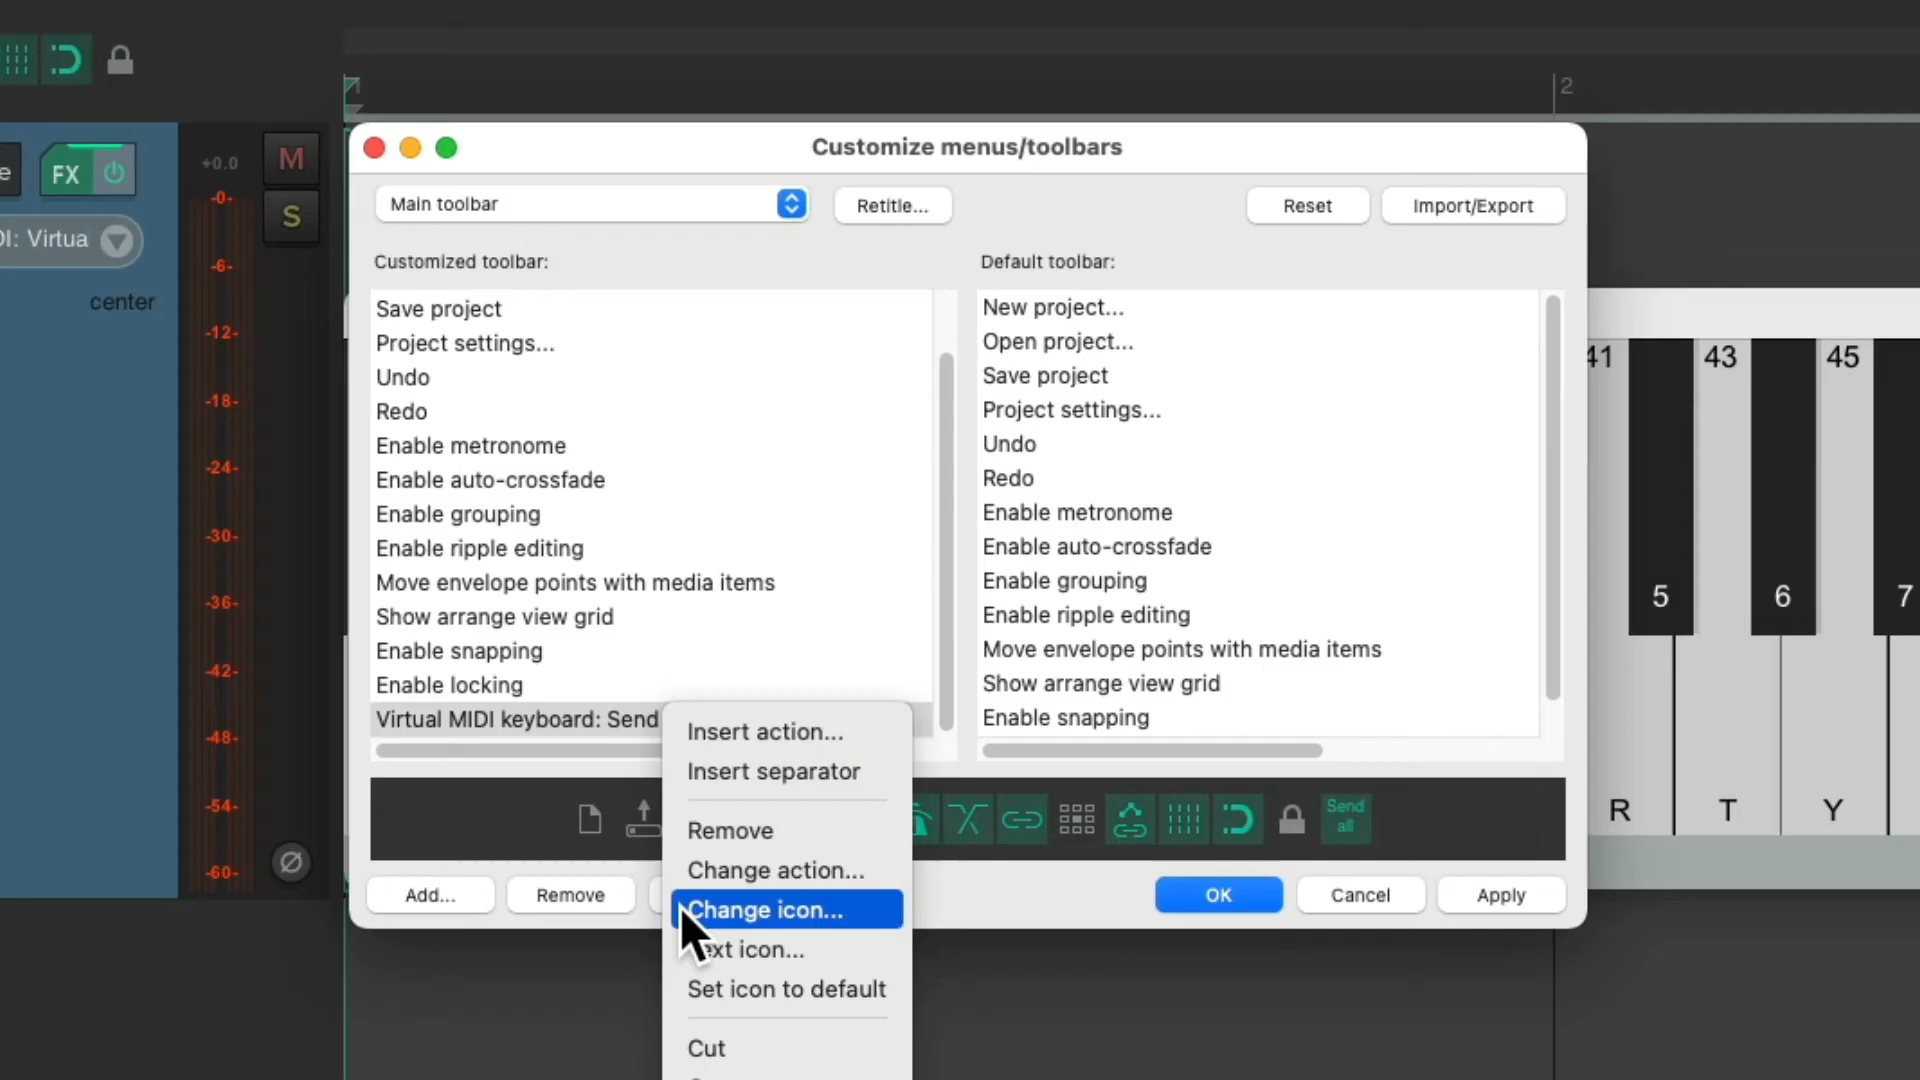 2
Customize menus/toolbars
Main toolbar
Retitle...
Reset
Import/Export
Customized toolbar:
Default toolbar:
Save project
Project settings...
Undo
Redo
Enable metronome
Enable auto-crossfade
Enable grouping
Enable ripple editing
Move envelope points with media items
Show arrange view grid
Enable snapping
Enable locking
Virtual MIDI keyboard: Send
New project...
Open project...
Save project
Project settings...
Undo
Redo
Enable metronome
Enable auto-crossfade
Enable grouping
Enable ripple editing
Move envelope points with media items
Show arrange view grid
Enable snapping
Insert action...
Insert separator
Remove
Change action...
Change icon...
ext icon...
Set icon to default
Cut
Send
all
Add...
Remove
OK
Cancel
Apply
e
FX
+0.0
M
S
I: Virtua
center
-0-
-6-
-12-
-18-
-24-
-30-
-36-
-42-
-48-
-54-
-60-
41
43
45
5
6
7
R
T
Y